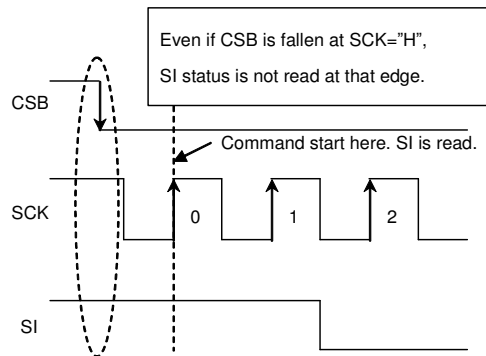 Even if CSB is fallen at SCK="H",
SI status is not read at that edge.
CSB
Command start here. SI is read.
SCK
0 1 2
SI